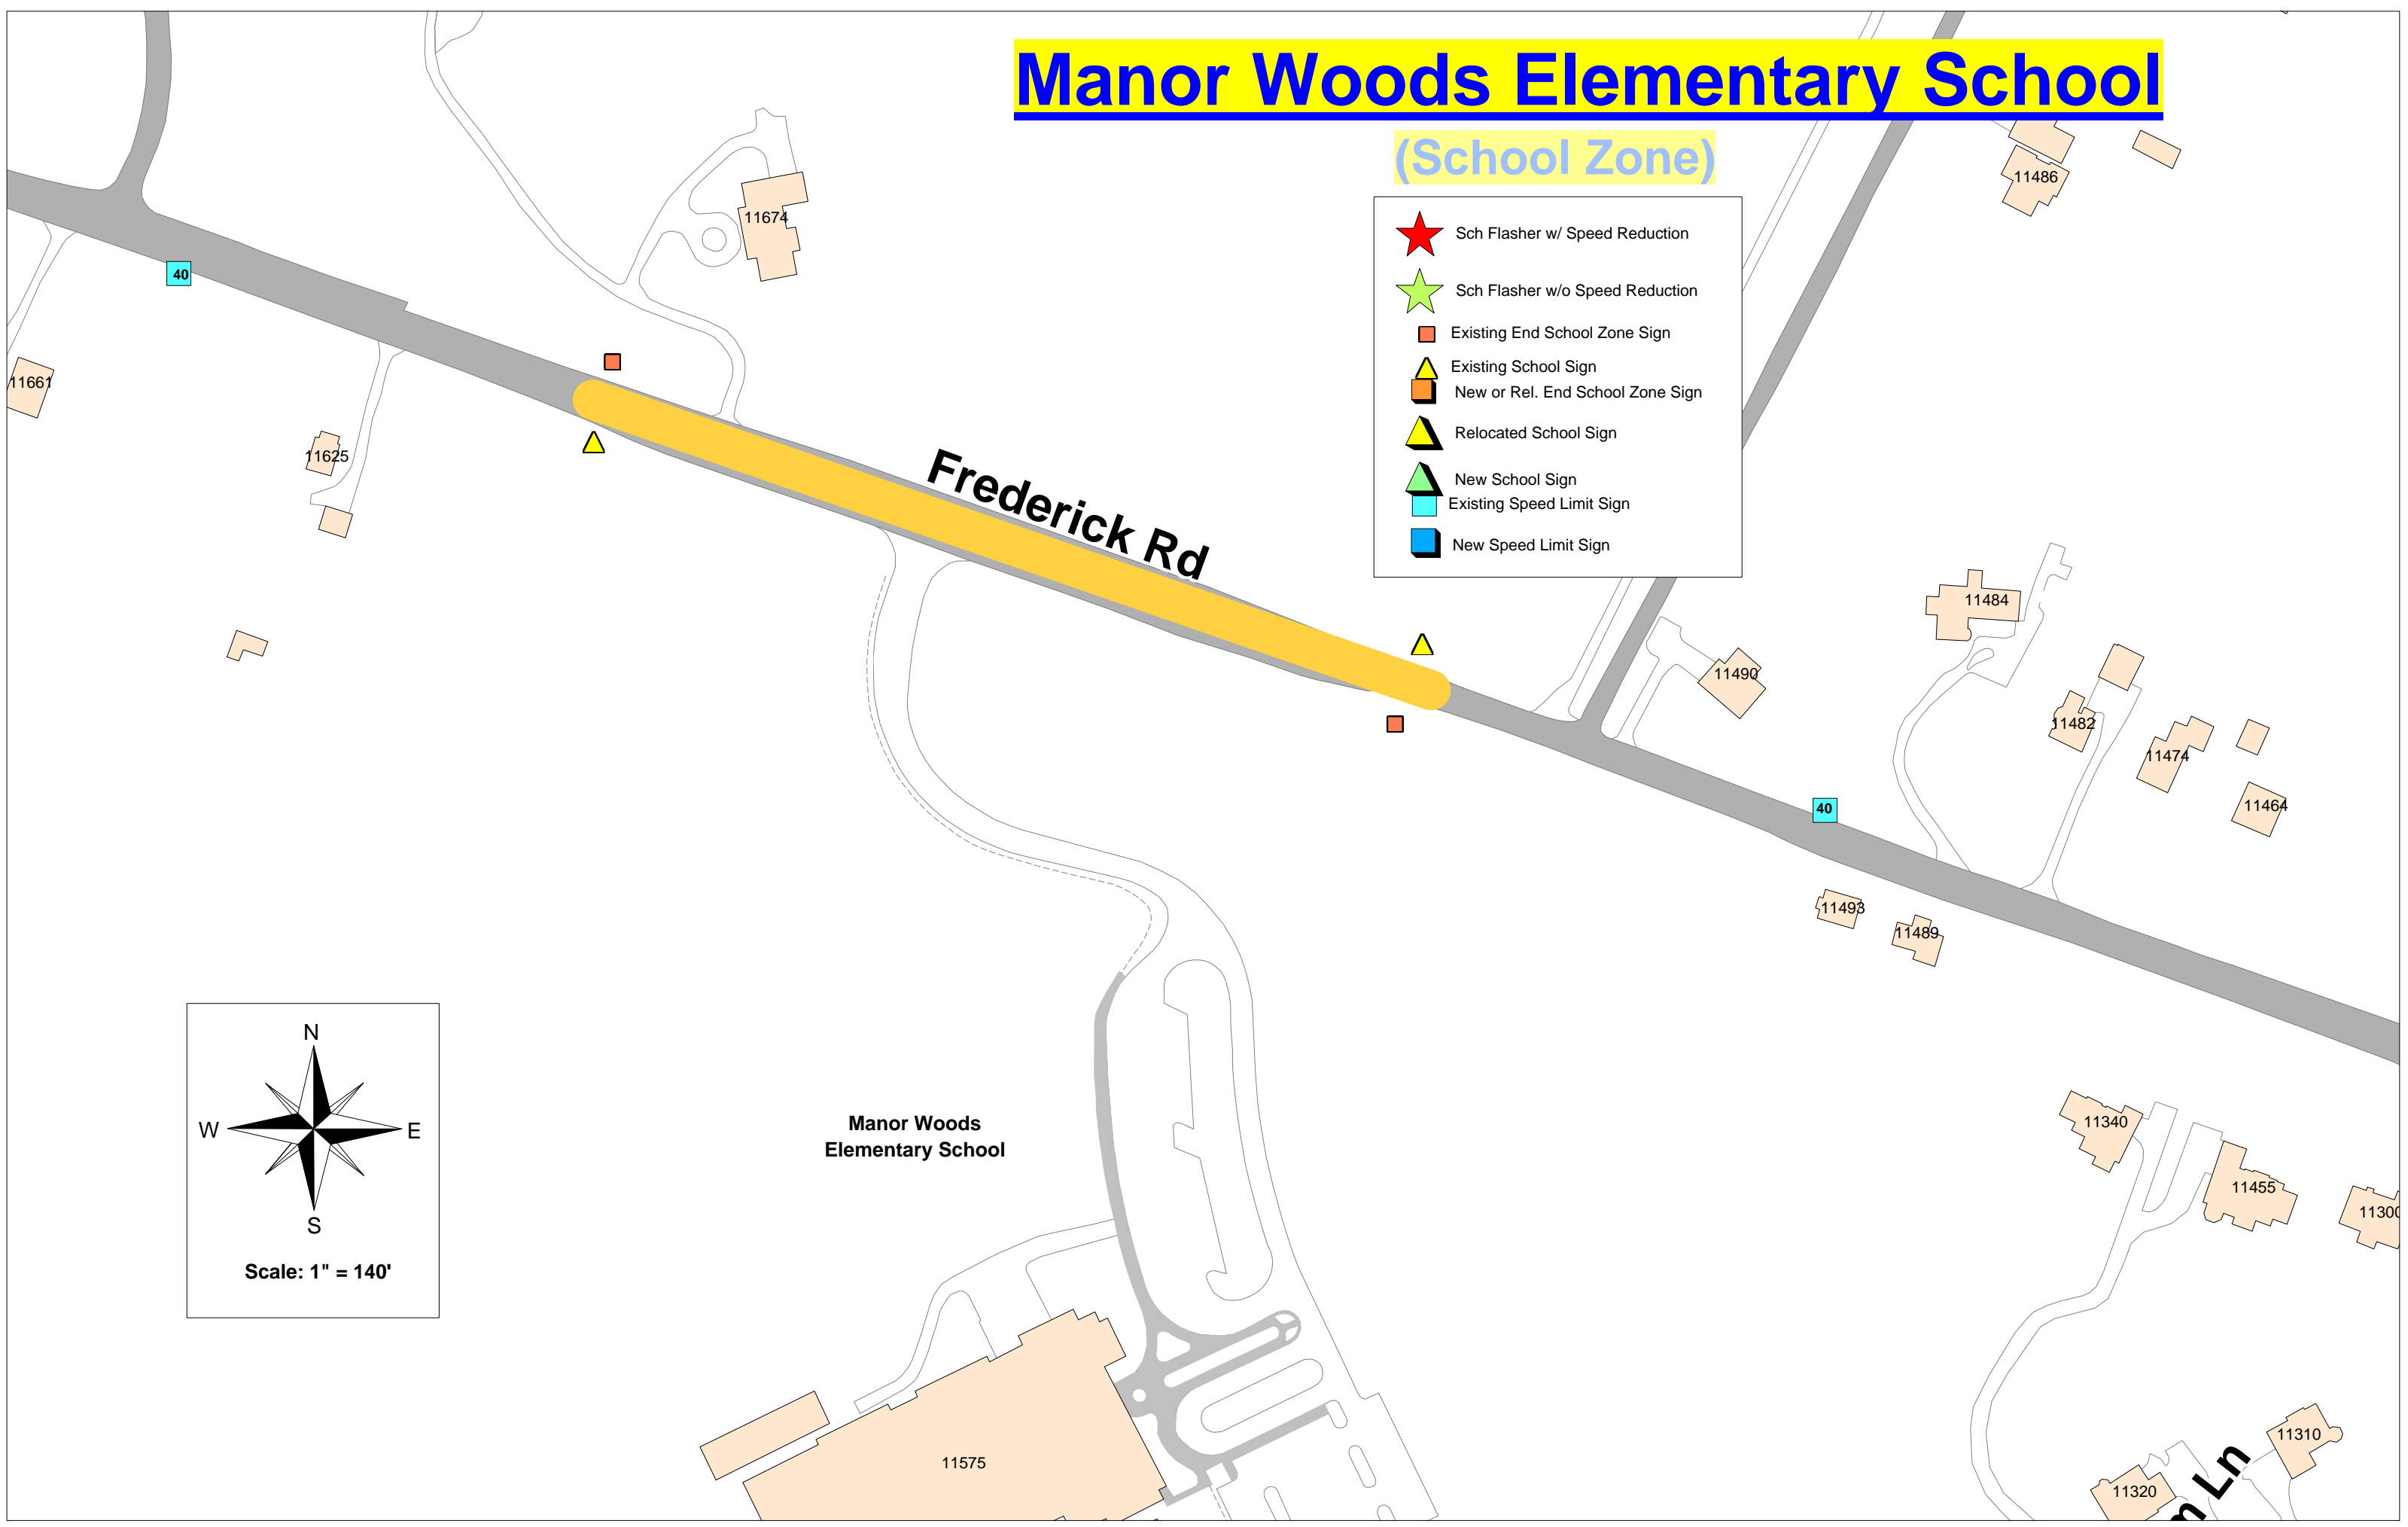 Manor Woods Elementary School
(School Zone)
Sch Flasher w/ Speed Reduction
Sch Flasher w/o Speed Reduction
Existing End School Zone Sign
Existing School Sign
New or Rel. End School Zone Sign
Relocated School Sign
New School Sign
Existing Speed Limit Sign
New Speed Limit Sign
11486
11674
40
11661
11625
Frederick Rd
11484
11490
11482
11474
11464
40
11493
11489
N
W
E
S
Scale: 1" = 140'
Manor Woods
Elementary School
11340
11455
11300
11575
11310
11320
Ln